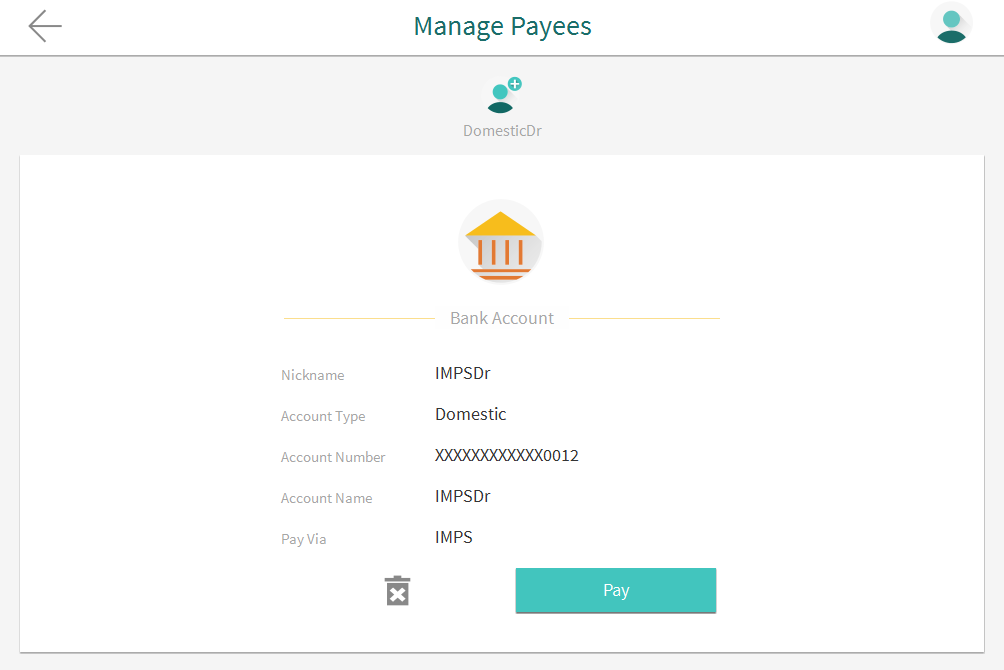 Manage Payees
DomesticDr
Bank Account
Nickname IMPSDr
Account Type Domestic
Account Number XXXXXXXXXXXX0012
Account Name IMPSDr
Pay Via IMPS
Pay